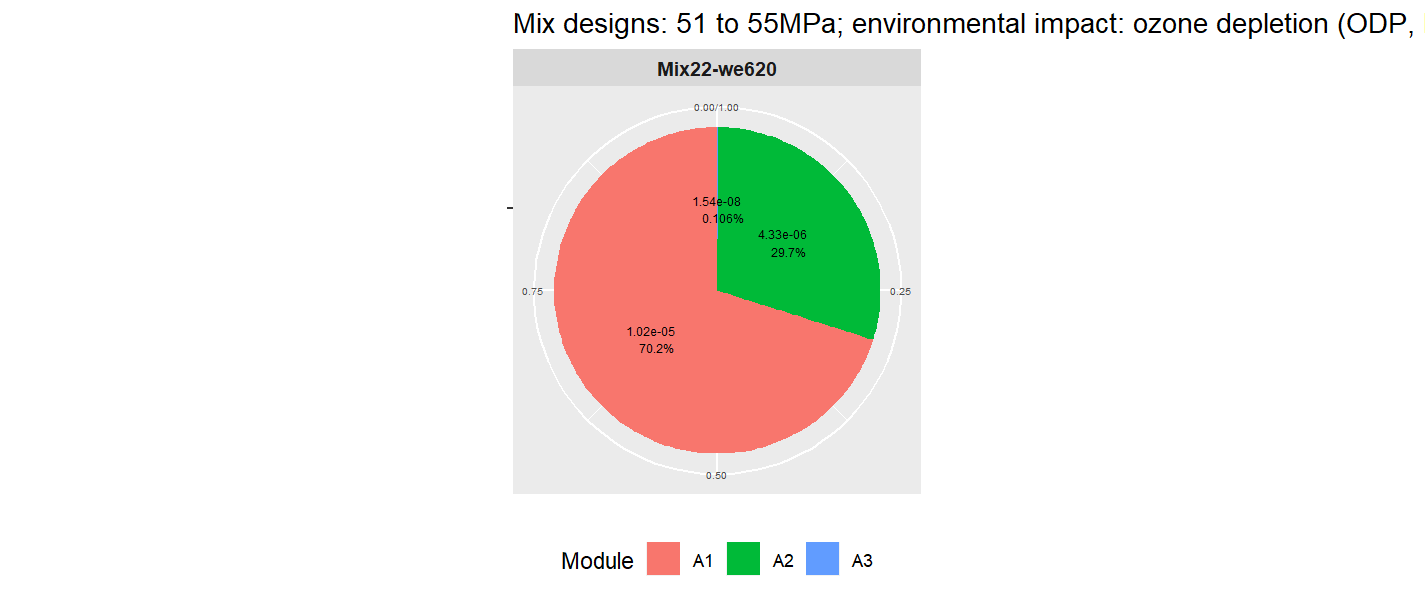 Mix designs: 51 to 55MPa; environmental impact: ozone depletion (ODP,
Mix22-we620
0.00/1.00
1.54e-08
0.106%
4.33e-06
29.7%
0.75
0.25
1.02e-05
70.2%
0.50
Module A1 A2 A3